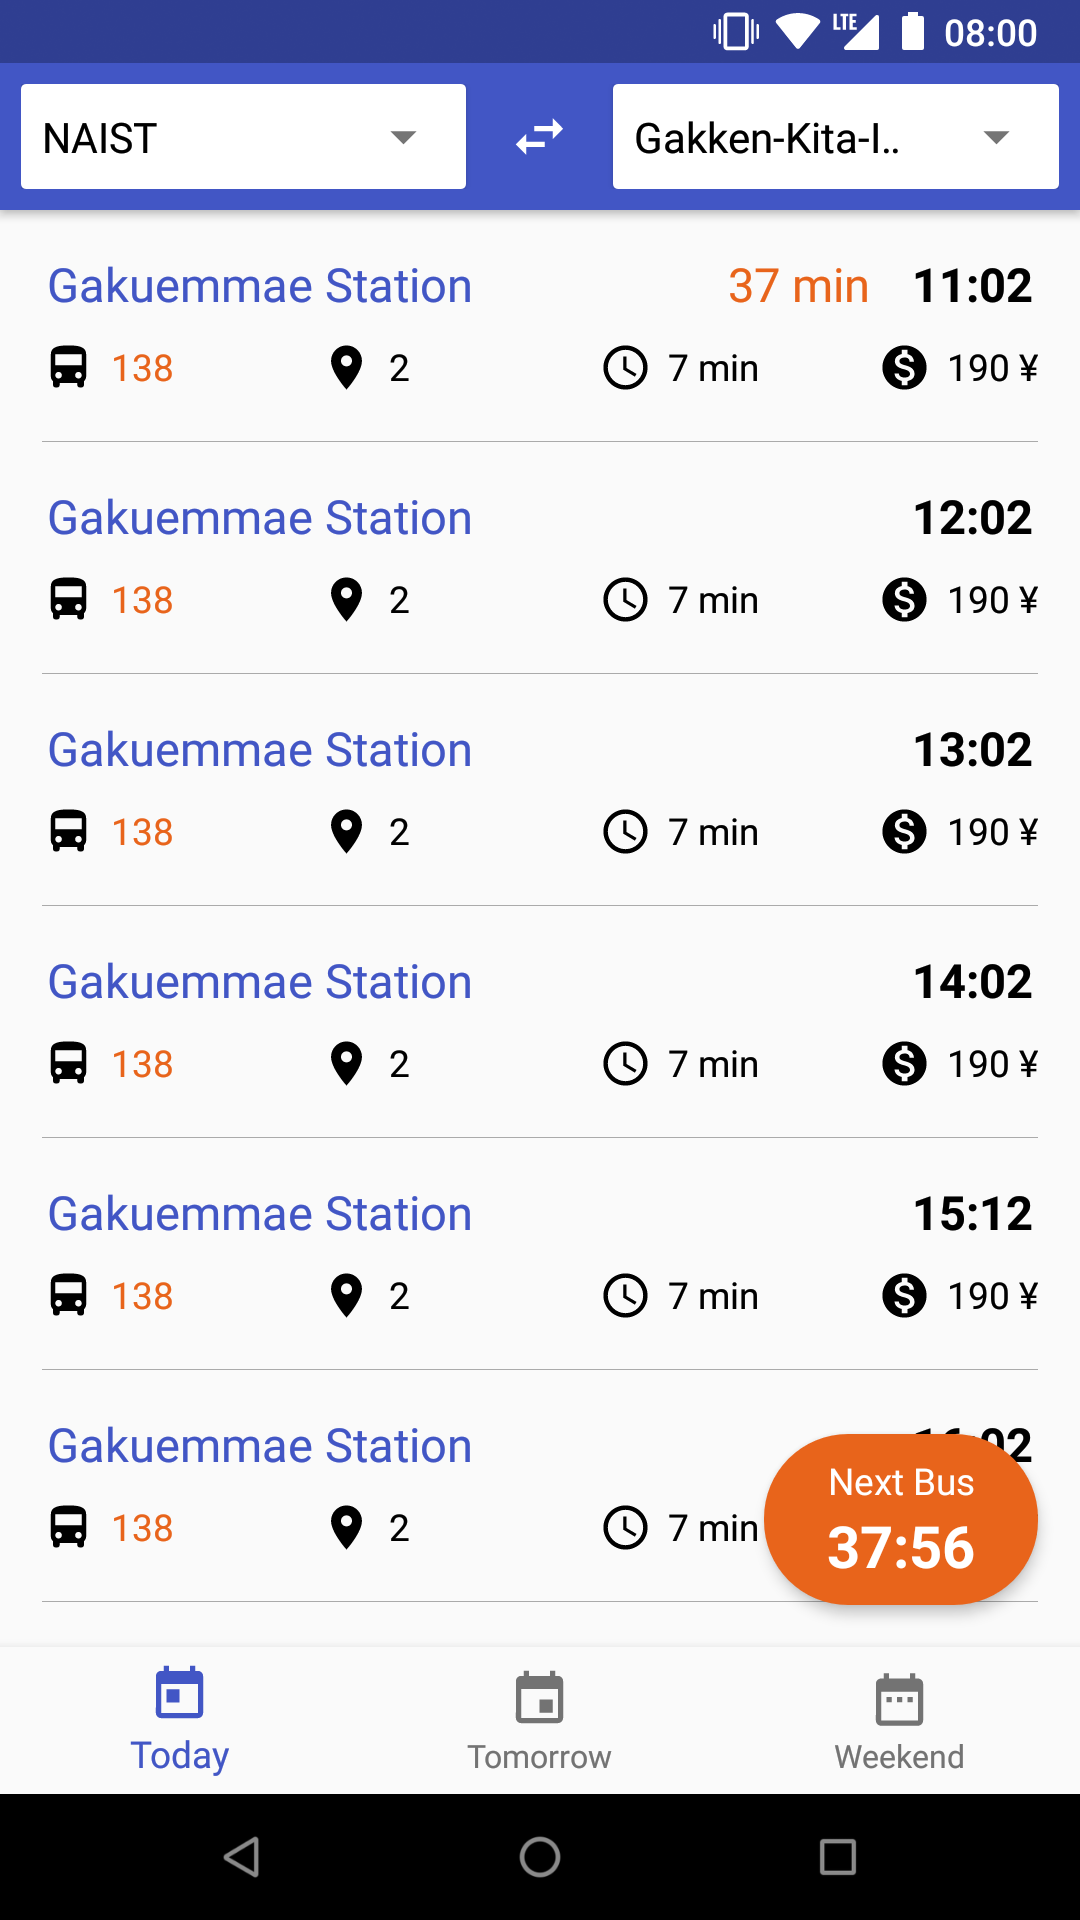 LTE 08:00
NAIST Gakken-Kita-I..
Gakuemmae Station 37 min 11:02
138 2 7 min 190 ¥
Gakuemmae Station 12:02
138 2 7 min 190 ¥
Gakuemmae Station 13:02
138 2 7 min 190 ¥
Gakuemmae Station 14:02
138 2 7 min 190 ¥
Gakuemmae Station 15:12
138 2 7 min 190 ¥
Gakuemmae Station
138 2 7 min
Next Bus
37:56
Today Tomorrow Weekend